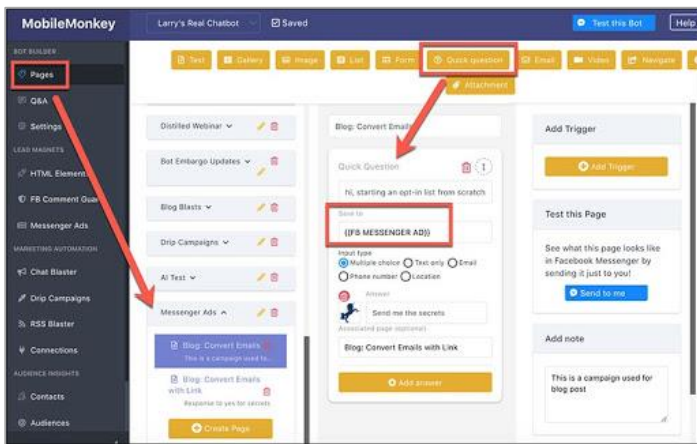 MobileMonkey
Larry's Real Chatbot
Saved
Test this Bot
Help
BOT BUILDER
Pages
Q&A
Settings
LEAD MAGNETS
HTML Elements
FB Comment Guard
Messenger Ads
MARKETING AUTOMATION
Chat Blaster
Drip Campaigns
RSS Blaster
Connections
AUDIENCE INSIGHTS
Contacts
Audiences
Text
Gallery
Image
List
Form
Quick question
Email
Video
Navigate
Attachment
Distilled Webinar
Bot Embargo Updates
Blog Blasts
Drip Campaigns
AI Test
Messenger Ads
Blog: Convert Emails
This is a campaign used fo..
Blog: Convert Emails
with Link
Response to yes for secrets
Create Page
Blog: Convert Emails
Quick Question
1
hi, starting an opt-in list from scratch
Save to
{{FB MESSENGER AD}}
Input type
Multiple choice Text only Email
Phone number Location
Answer
Send me the secrets
Associated page (optional)
Blog: Convert Emails with Link
Add answer
Add Trigger
Add Trigger
Test this Page
See what this page looks like
in Facebook Messenger by
sending it just to you!
Send to me
Add note
This is a campaign used for
blog post